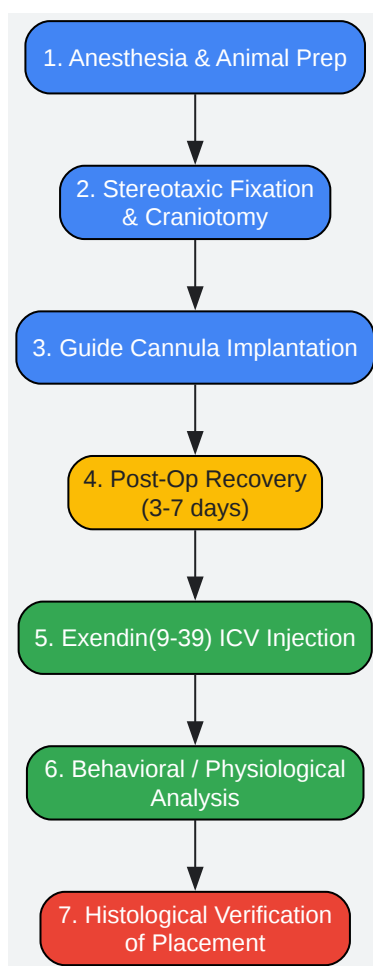 1. Anesthesia & Animal Prep
2. Stereotaxic Fixation
& Craniotomy
3. Guide Cannula Implantation
4. Post-Op Recovery
(3-7 days)
5. Exendin(9-39) ICV Injection
6. Behavioral / Physiological
Analysis
7. Histological Verification
of Placement